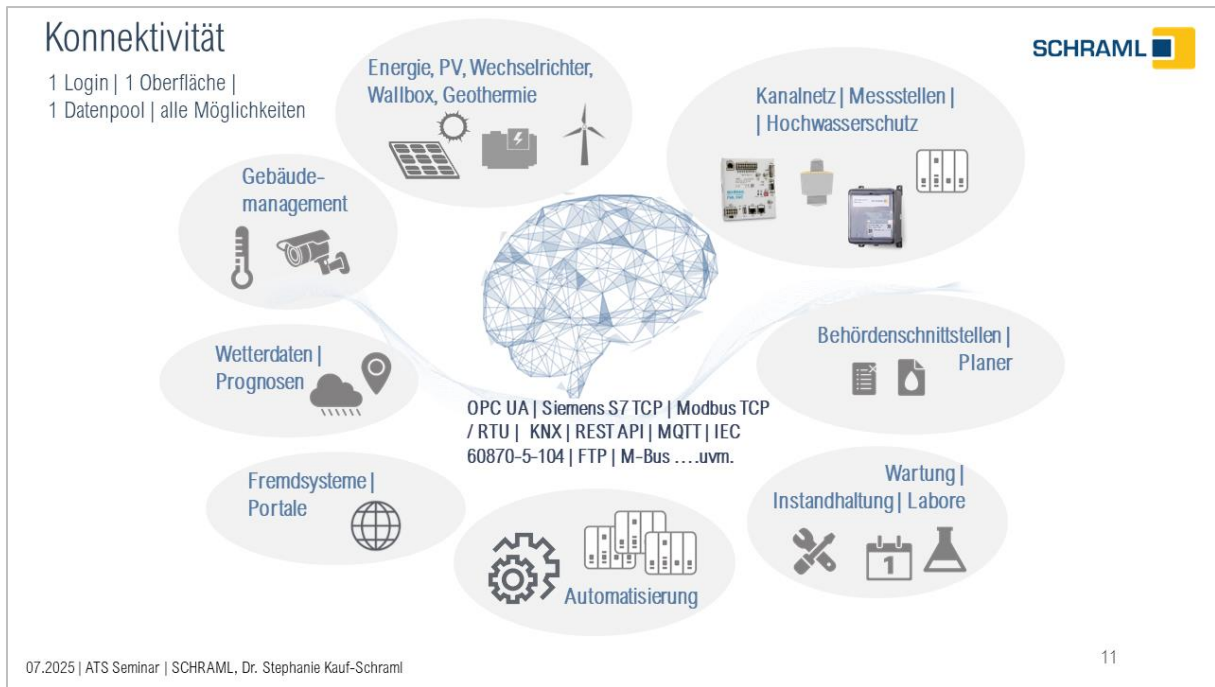 Konnektivität
1 Login | 1 Oberfläche |
1 Datenpool | alle Möglichkeiten
SCHRAML
Energie, PV, Wechselrichter,
Wallbox, Geothermie
Kanalnetz | Messstellen |
| Hochwasserschutz
Gebäude-
management
Wetterdaten |
Prognosen
Behördenschnittstellen |
Planer
OPC UA | Siemens S7 TCP | Modbus TCP
/ RTU | KNX | REST API | MQTT | IEC
60870-5-104 | FTP | M-Bus ….uvm.
Fremdsysteme |
Portale
Wartung |
Instandhaltung | Labore
1
Automatisierung
07.2025 | ATS Seminar | SCHRAML, Dr. Stephanie Kauf-Schraml
11